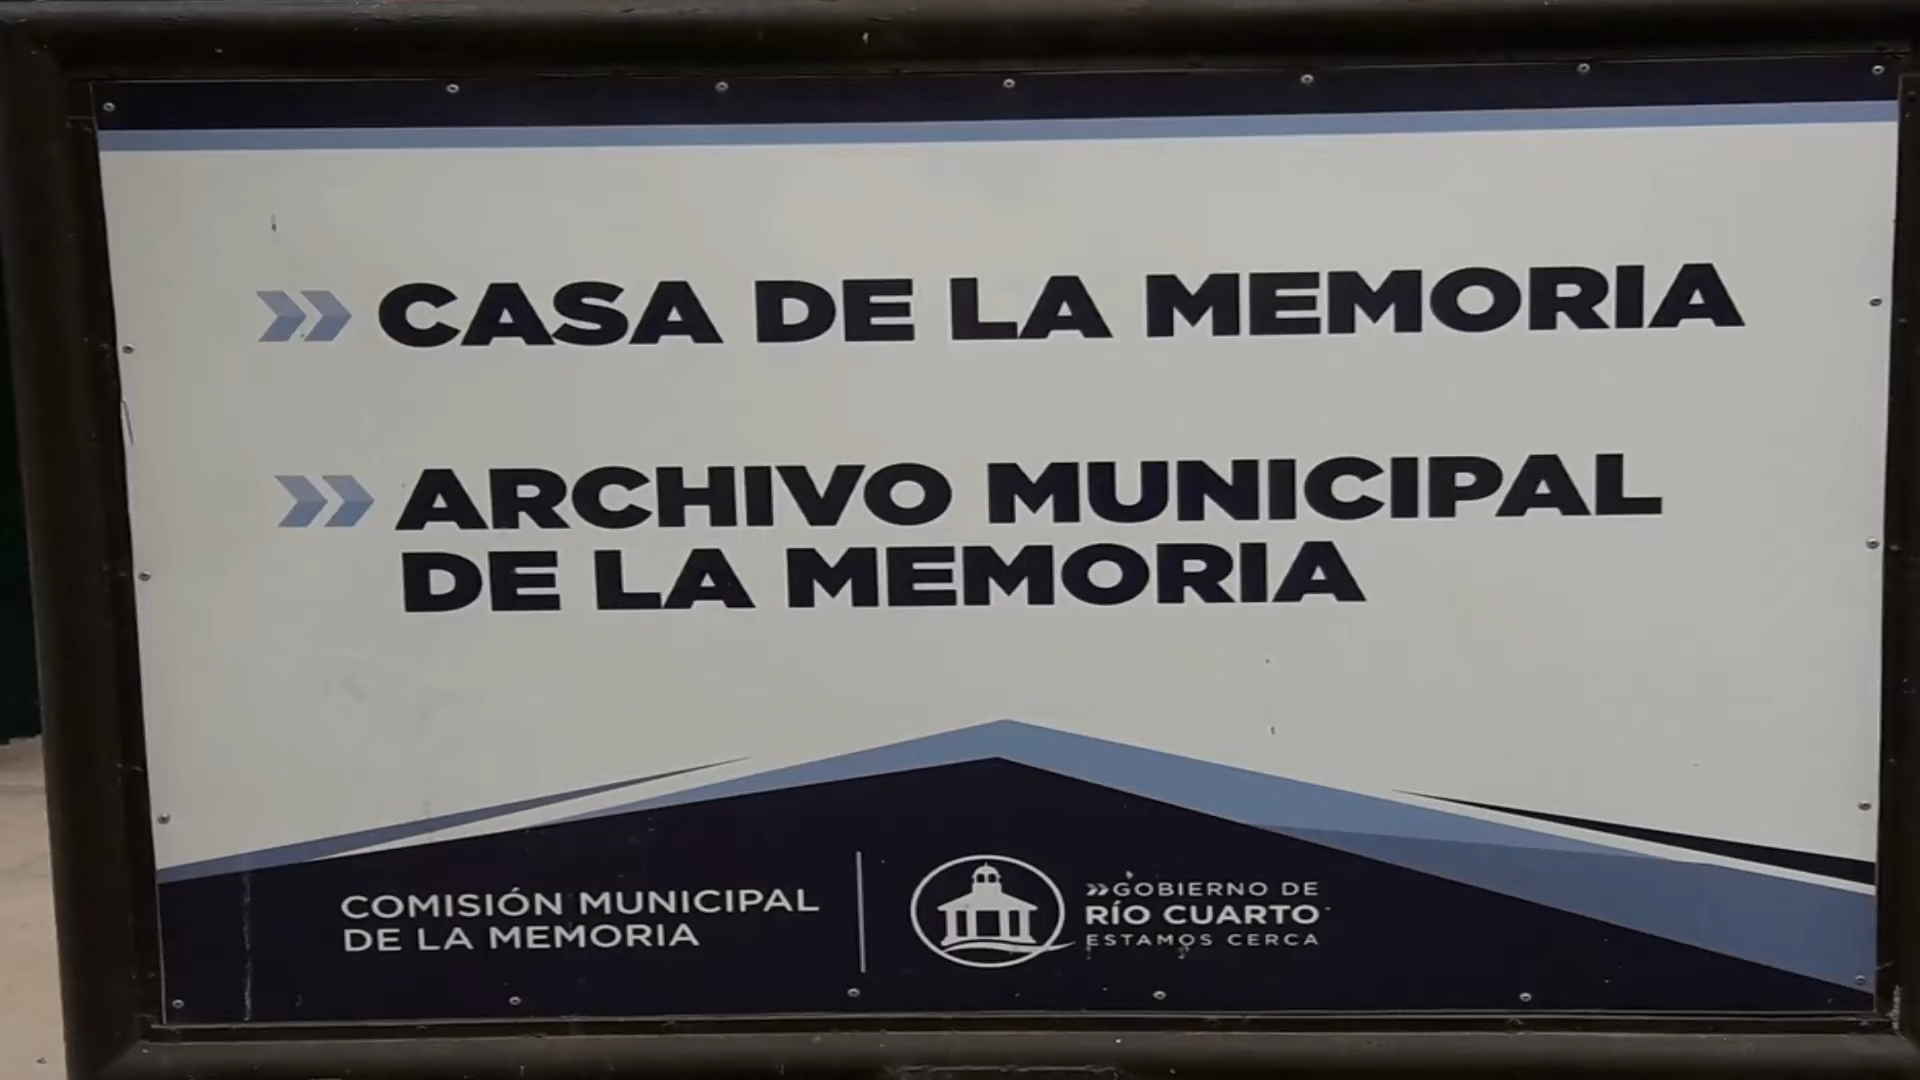 » CASA DE LA MEMORIA
» ARCHIVO MUNICIPAL
DE LA MEMORIA
COMISIÓN MUNICIPAL
DE LA MEMORIA
»GOBIERNO DE
RÍO CUARTO
ESTAMOS CERCA